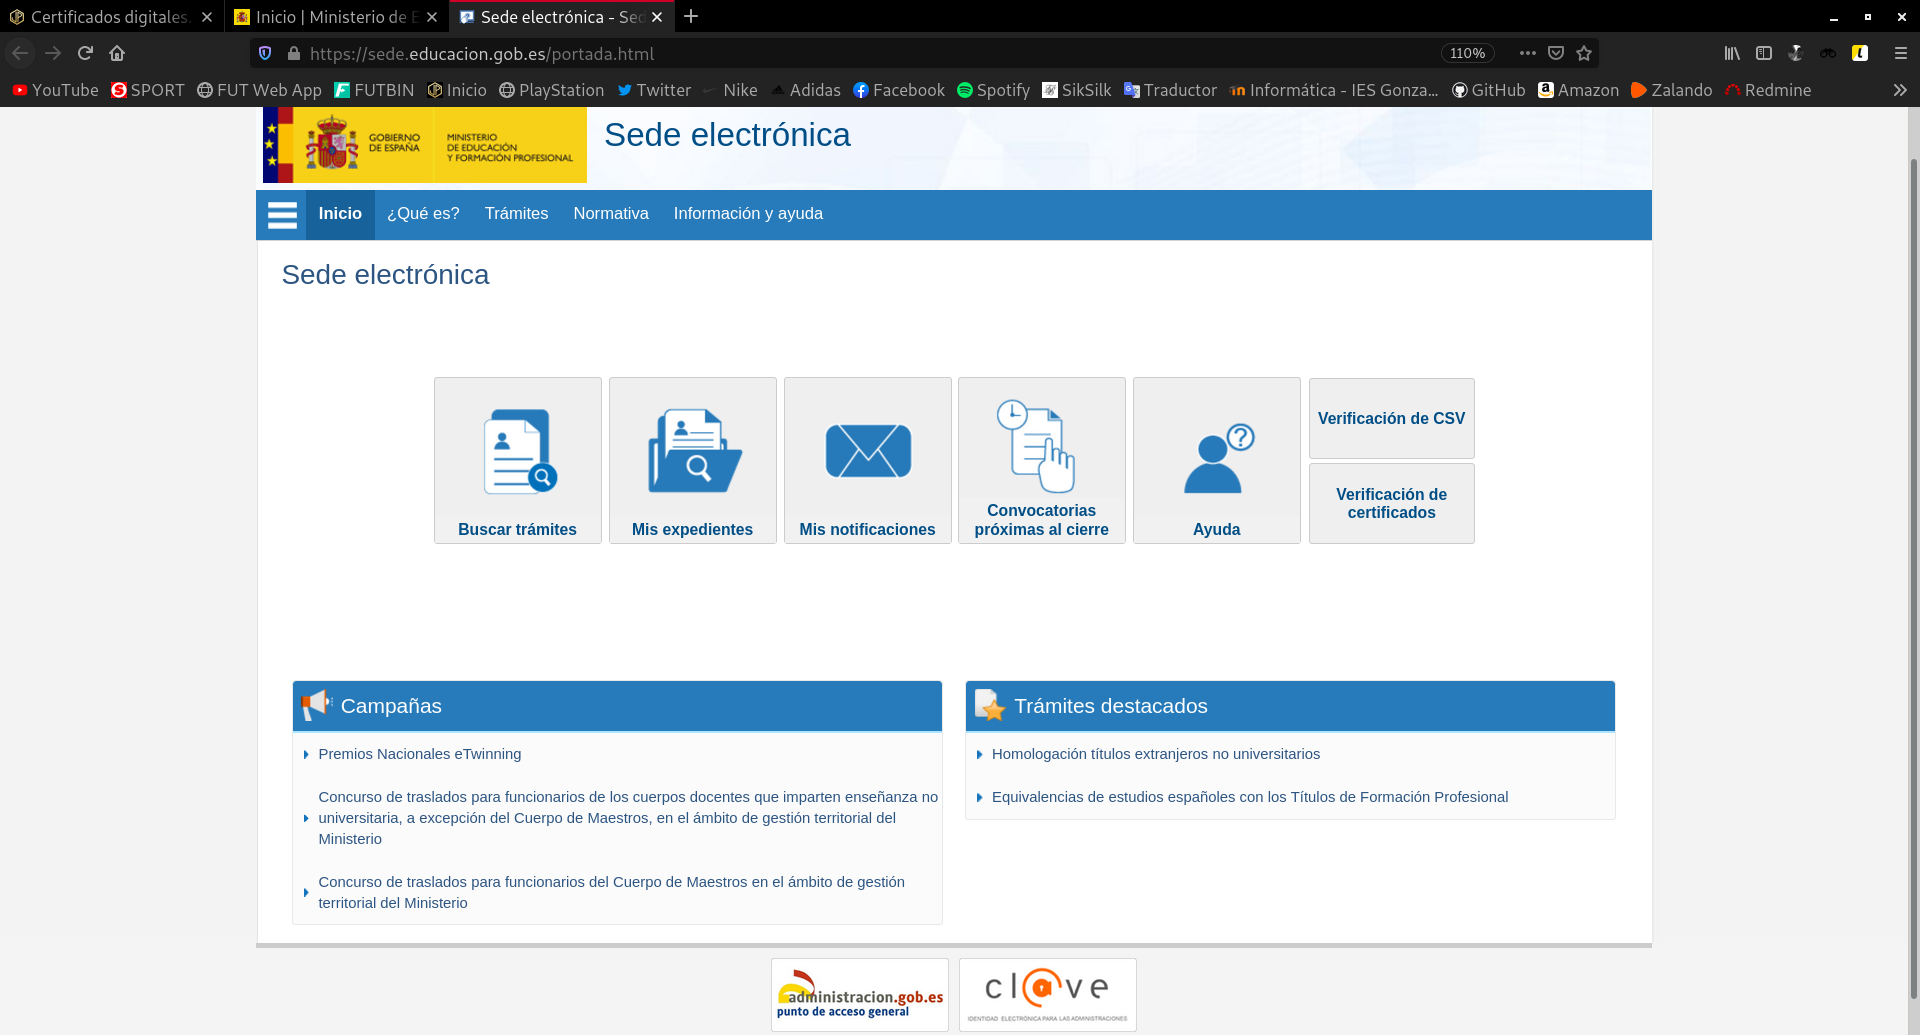 Certificados digitales.
Inicio | Ministerio de E
Sede electrónica - Sed
https://sede.educacion.gob.es/portada.html
110%
YouTube
SPORT
FUT Web App
FUTBIN
Inicio
PlayStation
Twitter
Nike
Adidas
Facebook
Spotify
SikSilk
Traductor
Informática - IES Gonza...
GitHub
Amazon
Zalando
Redmine
GOBIERNO
DE ESPAÑA
MINISTERIO
DE EDUCACIÓN
Y FORMACIÓN PROFESIONAL
Sede electrónica
Inicio
¿Qué es?
Trámites
Normativa
Información y ayuda
Sede electrónica
Buscar trámites
Mis expedientes
Mis notificaciones
Convocatorias
próximas al cierre
Ayuda
Verificación de CSV
Verificación de
certificados
Campañas
Premios Nacionales eTwinning
Concurso de traslados para funcionarios de los cuerpos docentes que imparten enseñanza no
universitaria, a excepción del Cuerpo de Maestros, en el ámbito de gestión territorial del
Ministerio
Concurso de traslados para funcionarios del Cuerpo de Maestros en el ámbito de gestión
territorial del Ministerio
Trámites destacados
Homologación títulos extranjeros no universitarios
Equivalencias de estudios españoles con los Títulos de Formación Profesional
administracion.gob.es
punto de acceso general
cl@ve
IDENTIDAD ELECTRÓNICA PARA LAS ADMINISTRACIONES